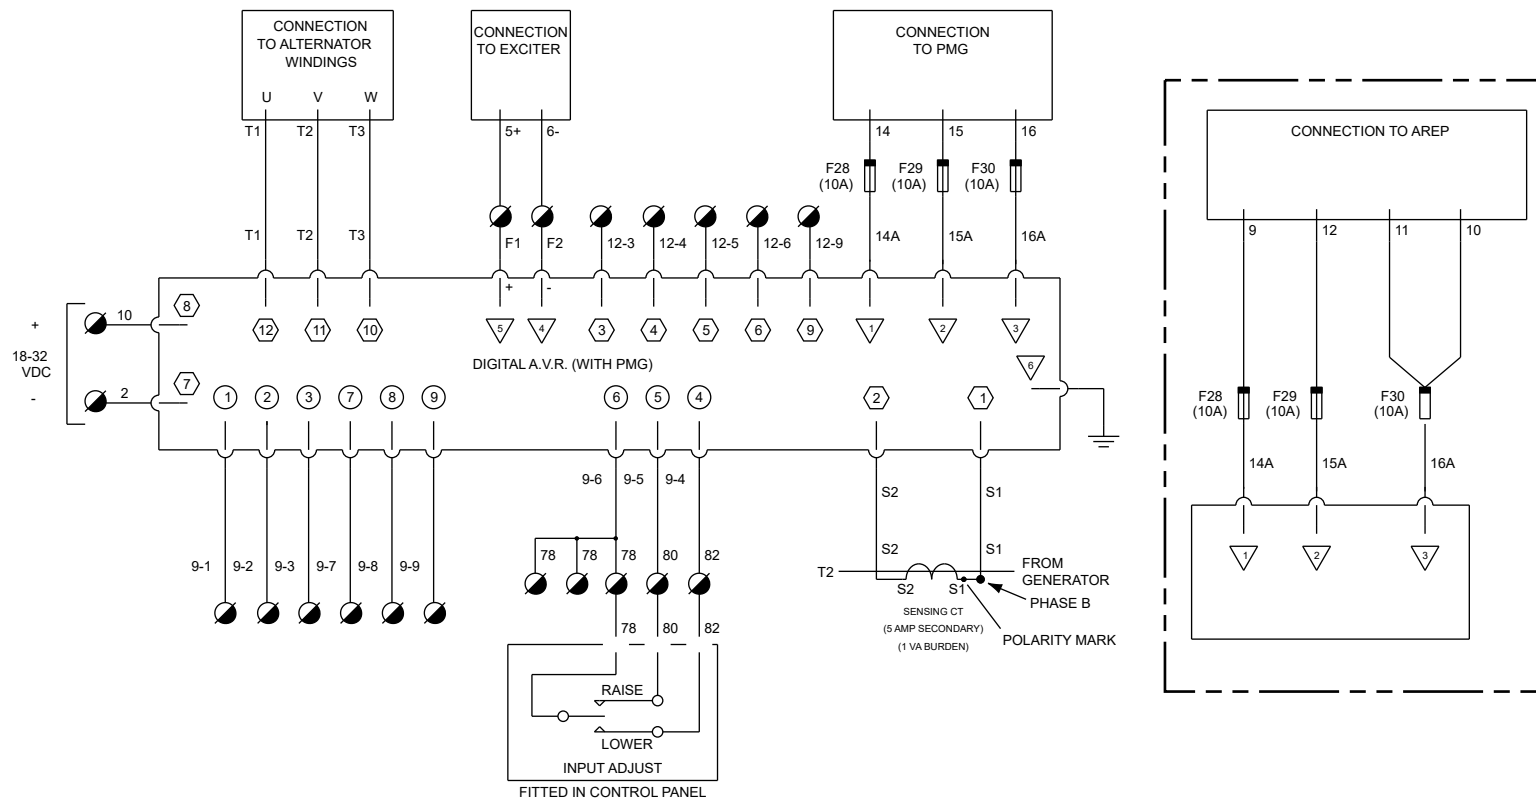 CONNECTION
TO ALTERNATOR
WINDINGS
U V W
CONNECTION
TO EXCITER
CONNECTION
TO PMG
CONNECTION TO AREP
T1 T2 T3 5+ 6- 14 15 16
F28
(10A)
F29
(10A)
F30
(10A)
T1 T2 T3 F1 F2 12-3 12-4 12-5 12-6 12-9 14A 15A 16A
9 12 11 10
+ -
+
18-32
VDC
-
10
8
2
7
12 11 10 5 4 3 4 5 6 9 1 2 3
DIGITAL A.V.R. (WITH PMG)
6
1 2 3 7 8 9 6 5 4 2 1
F28
(10A)
F29
(10A)
F30
(10A)
14A 15A 16A
1 2 3
9-6 9-5 9-4
S2 S1
9-1 9-2 9-3 9-7 9-8 9-9
78 78 78 80 82
S2 S1
T2
S2 S1
FROM
GENERATOR
PHASE B
POLARITY MARK
SENSING CT
(5 AMP SECONDARY)
(1 VA BURDEN)
78 80 82
RAISE
LOWER
INPUT ADJUST
FITTED IN CONTROL PANEL